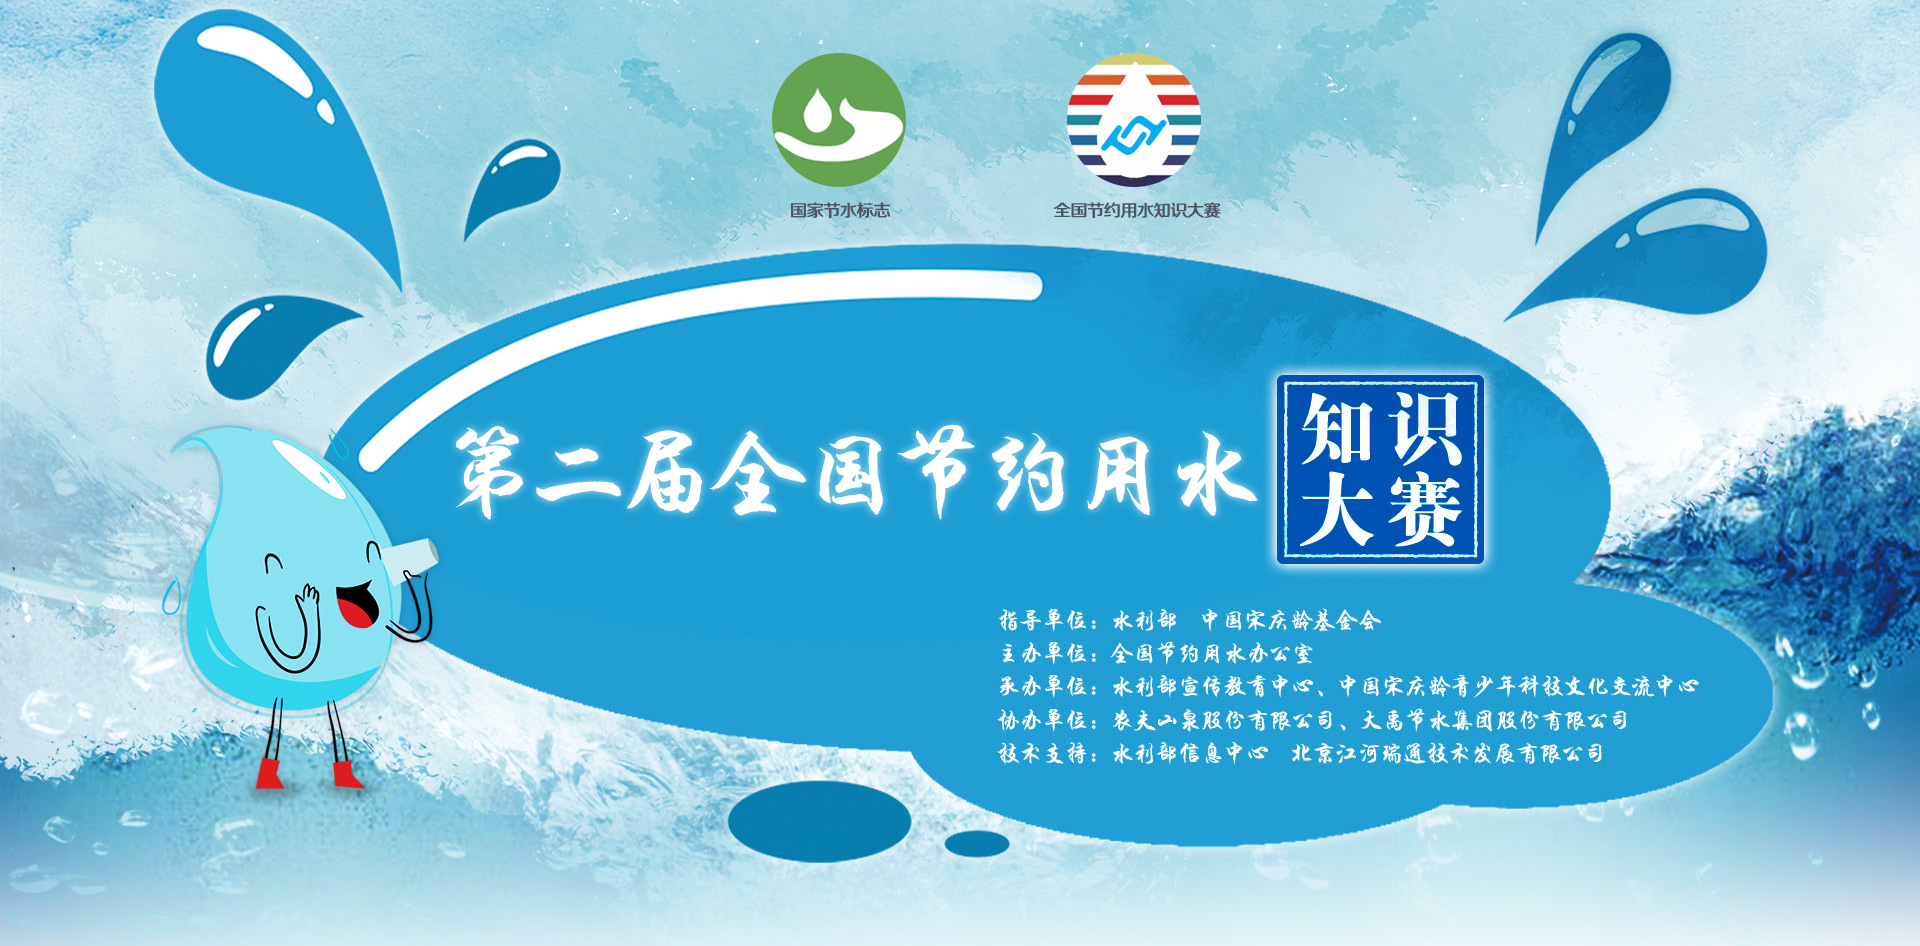 国家节水标志
全国节约用水知识大赛
第二届全国节约用水
知识
大赛
指导单位：水利部 中国宋庆龄基金会
主办单位：全国节约用水办公室
承办单位：水利部宣传教育中心、中国宋庆龄青少年科技文化交流中心
协办单位：农夫山泉股份有限公司、大禹节水集团股份有限公司
技术支持：水利部信息中心 北京江河瑞通技术发展有限公司